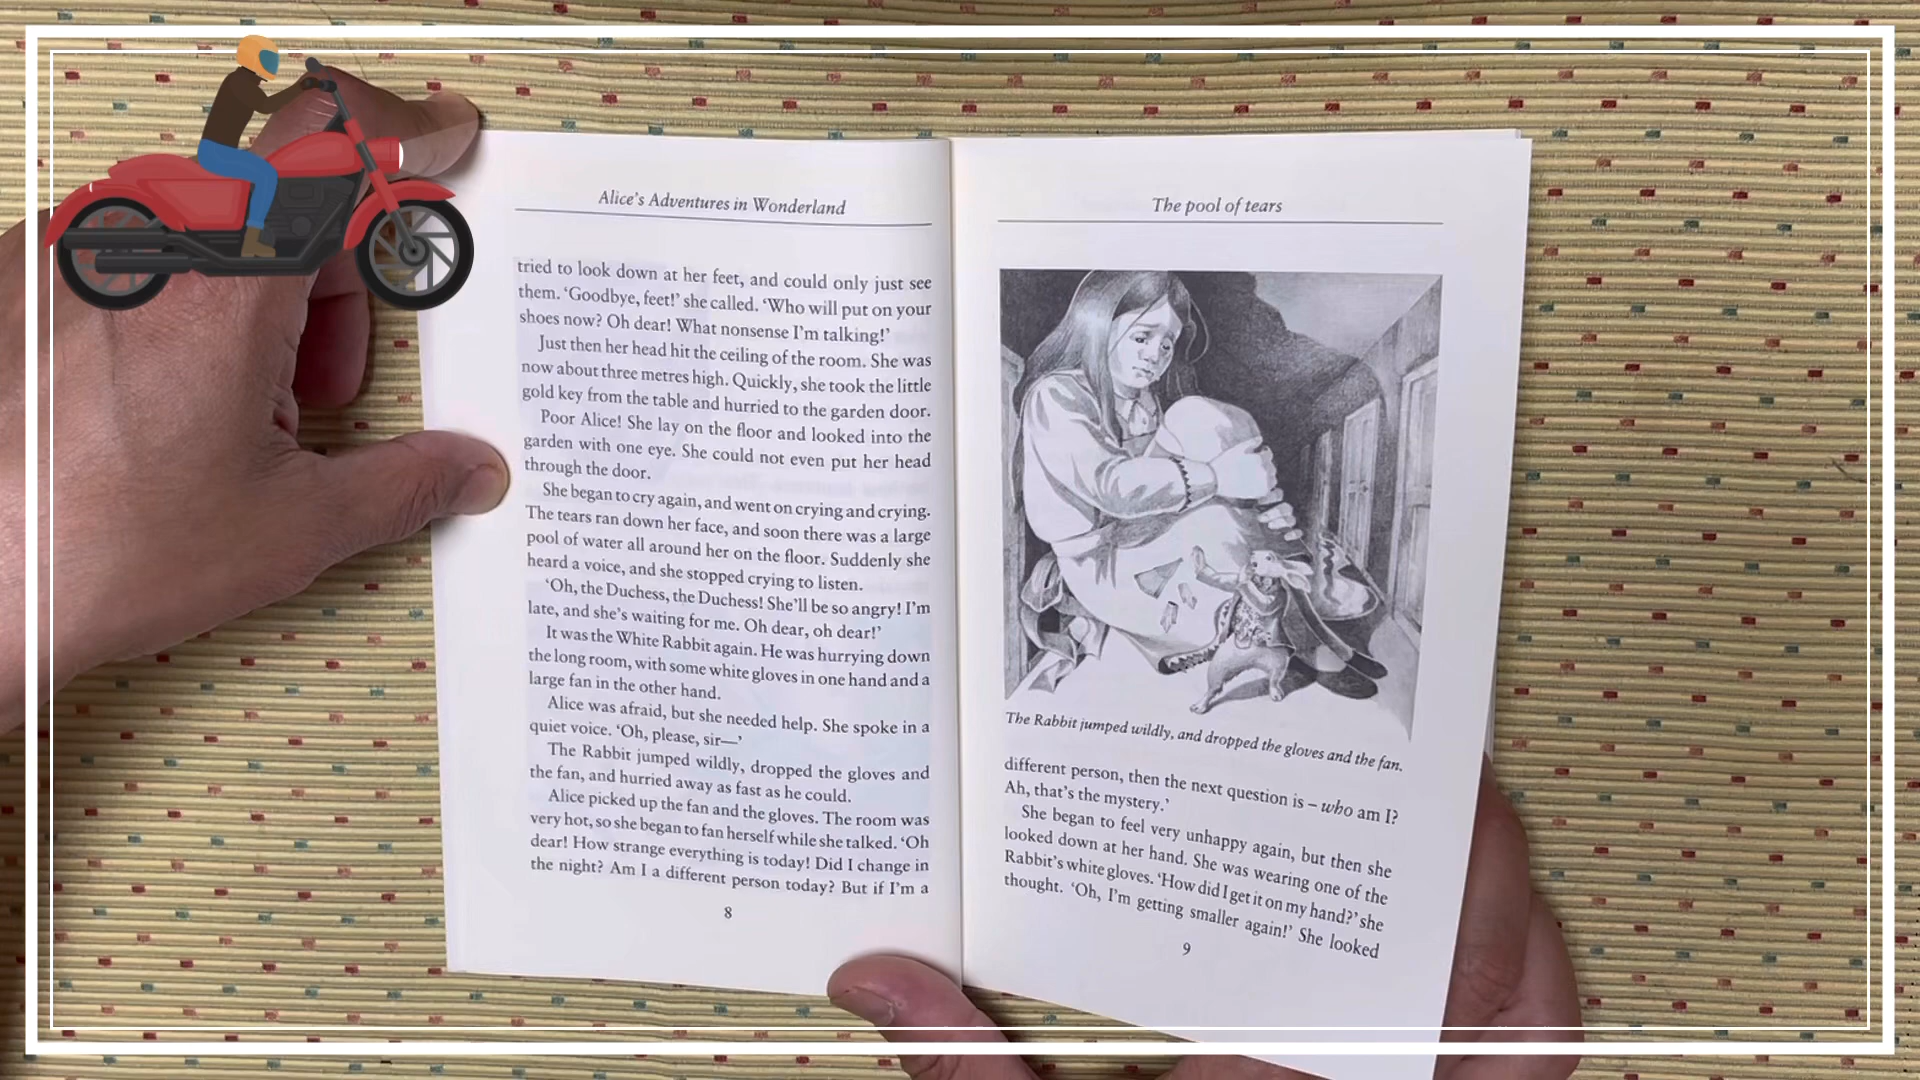 Alice's Adventures in Wonderland
tried to look down at her feet, and could only just see
them. ‘Goodbye, feet!’ she called. ‘Who will put on your
shoes now? Oh dear! What nonsense I’m talking!’
Just then her head hit the ceiling of the room. She was
now about three metres high. Quickly, she took the little
gold key from the table and hurried to the garden door.
Poor Alice! She lay on the floor and looked into the
garden with one eye. She could not even put her head
through the door.
She began to cry again, and went on crying and crying.
The tears ran down her face, and soon there was a large
pool of water all around her on the floor. Suddenly she
heard a voice, and she stopped crying to listen.
‘Oh, the Duchess, the Duchess! She’ll be so angry! I’m
late, and she’s waiting for me. Oh dear, oh dear!’
It was the White Rabbit again. He was hurrying down
the long room, with some white gloves in one hand and a
large fan in the other hand.
Alice was afraid, but she needed help. She spoke in a
quiet voice. ‘Oh, please, sir—’
The Rabbit jumped wildly, dropped the gloves and
the fan, and hurried away as fast as he could.
Alice picked up the fan and the gloves. The room was
very hot, so she began to fan herself while she talked. ‘Oh
dear! How strange everything is today! Did I change in
the night? Am I a different person today? But if I’m a
8
The pool of tears
The Rabbit jumped wildly, and dropped the gloves and the fan.
different person, then the next question is – who am I?
Ah, that’s the mystery.’
She began to feel very unhappy again, but then she
looked down at her hand. She was wearing one of the
Rabbit’s white gloves. ‘How did I get it on my hand?’ she
thought. ‘Oh, I’m getting smaller again!’ She looked
9